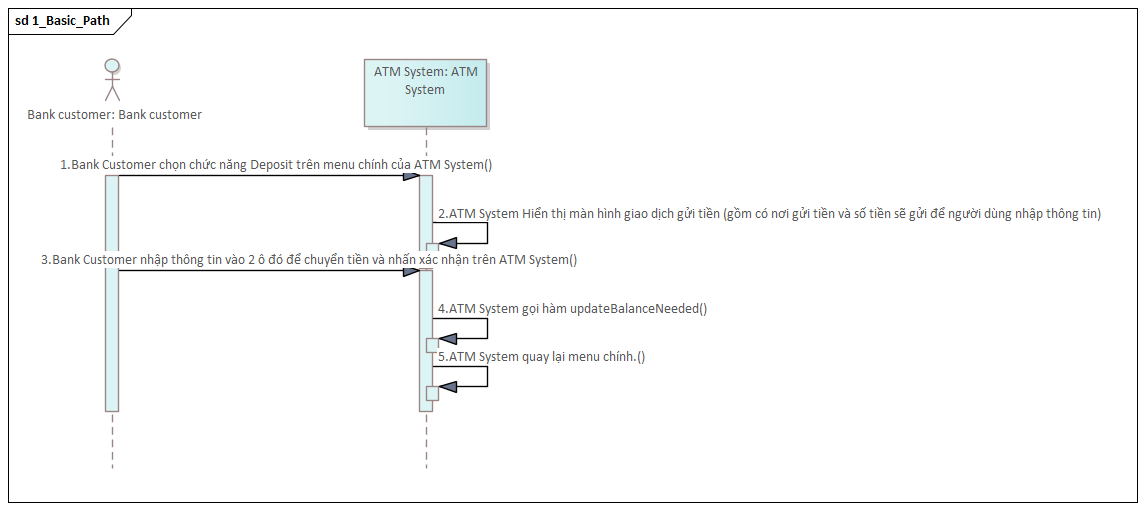 sd 1_Basic_Path
ATM System: ATM
System
Bank customer: Bank customer
1.Bank Customer chọn chức năng Deposit trên menu chính của ATM System()
2.ATM System Hiển thị màn hình giao dịch gửi tiền (gồm có nơi gửi tiền và số tiền sẽ gửi để người dùng nhập thông tin)
3.Bank Customer nhập thông tin vào 2 ô đó để chuyển tiền và nhấn xác nhận trên ATM System()
4.ATM System gọi hàm updateBalanceNeeded()
5.ATM System quay lại menu chính.()